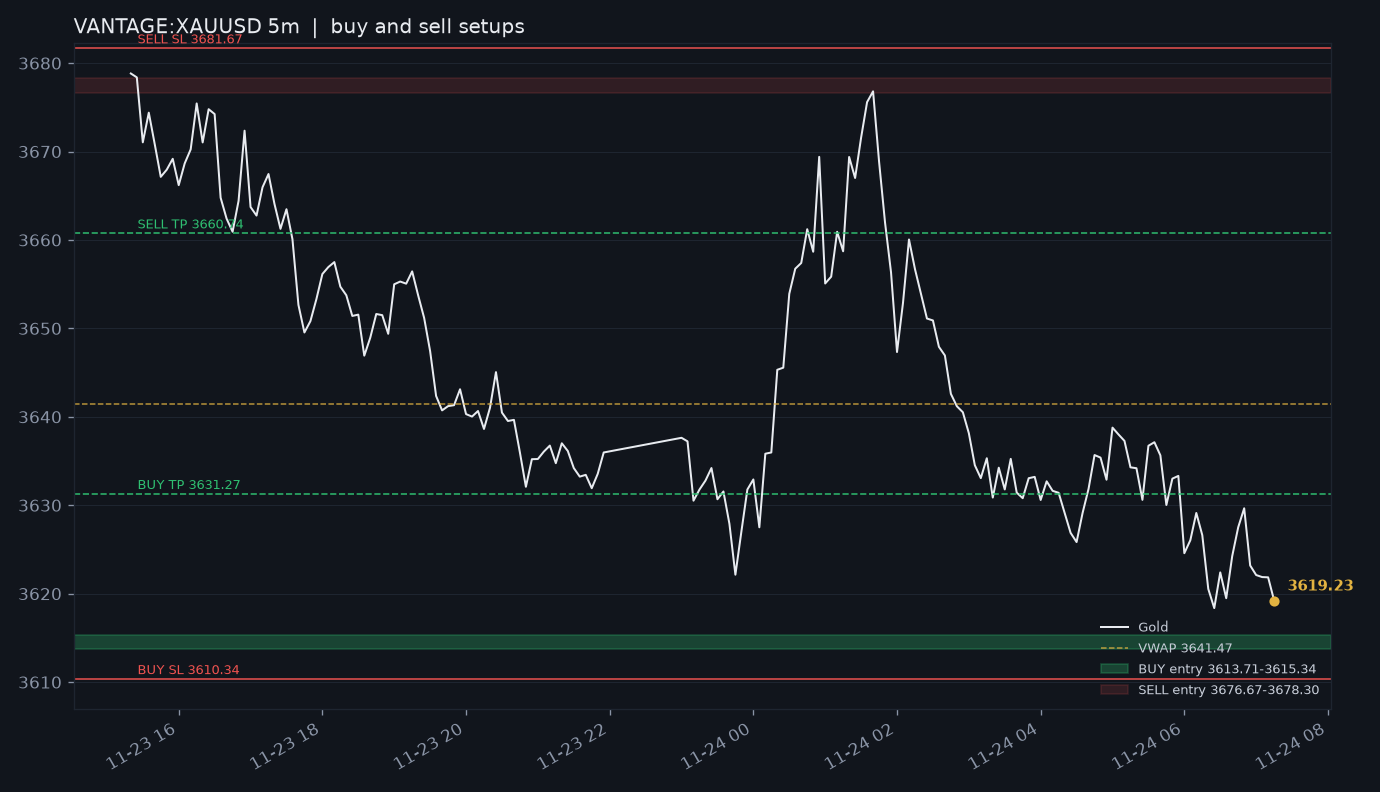 VANTAGE:XAUUSD 5m | buy and sell setups
SELL SL 3681.67
3680
3670
SELL TP 3660.74
3660
3650
3640
BUY TP 3631.27
3630
3620
3619.23
Gold
VWAP 3641.47
BUY SL 3610.34
BUY entry 3613.71-3615.34
3610
SELL entry 3676.67-3678.30
11-23 16
11-23 18
11-23 20
11-23 22
11-24 00
11-24 02
11-24 04
11-24 06
11-24 08